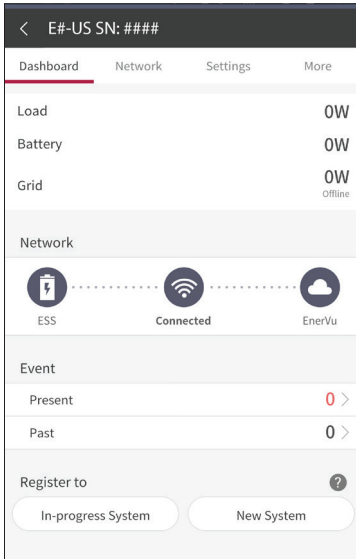 < E#-US SN: ####
Dashboard Network Settings More
Load 0W
Battery 0W
Grid 0W
Offline
Network
ESS Connected EnerVu
Event
Present 0 >
Past 0 >
Register to ?
In-progress System New System